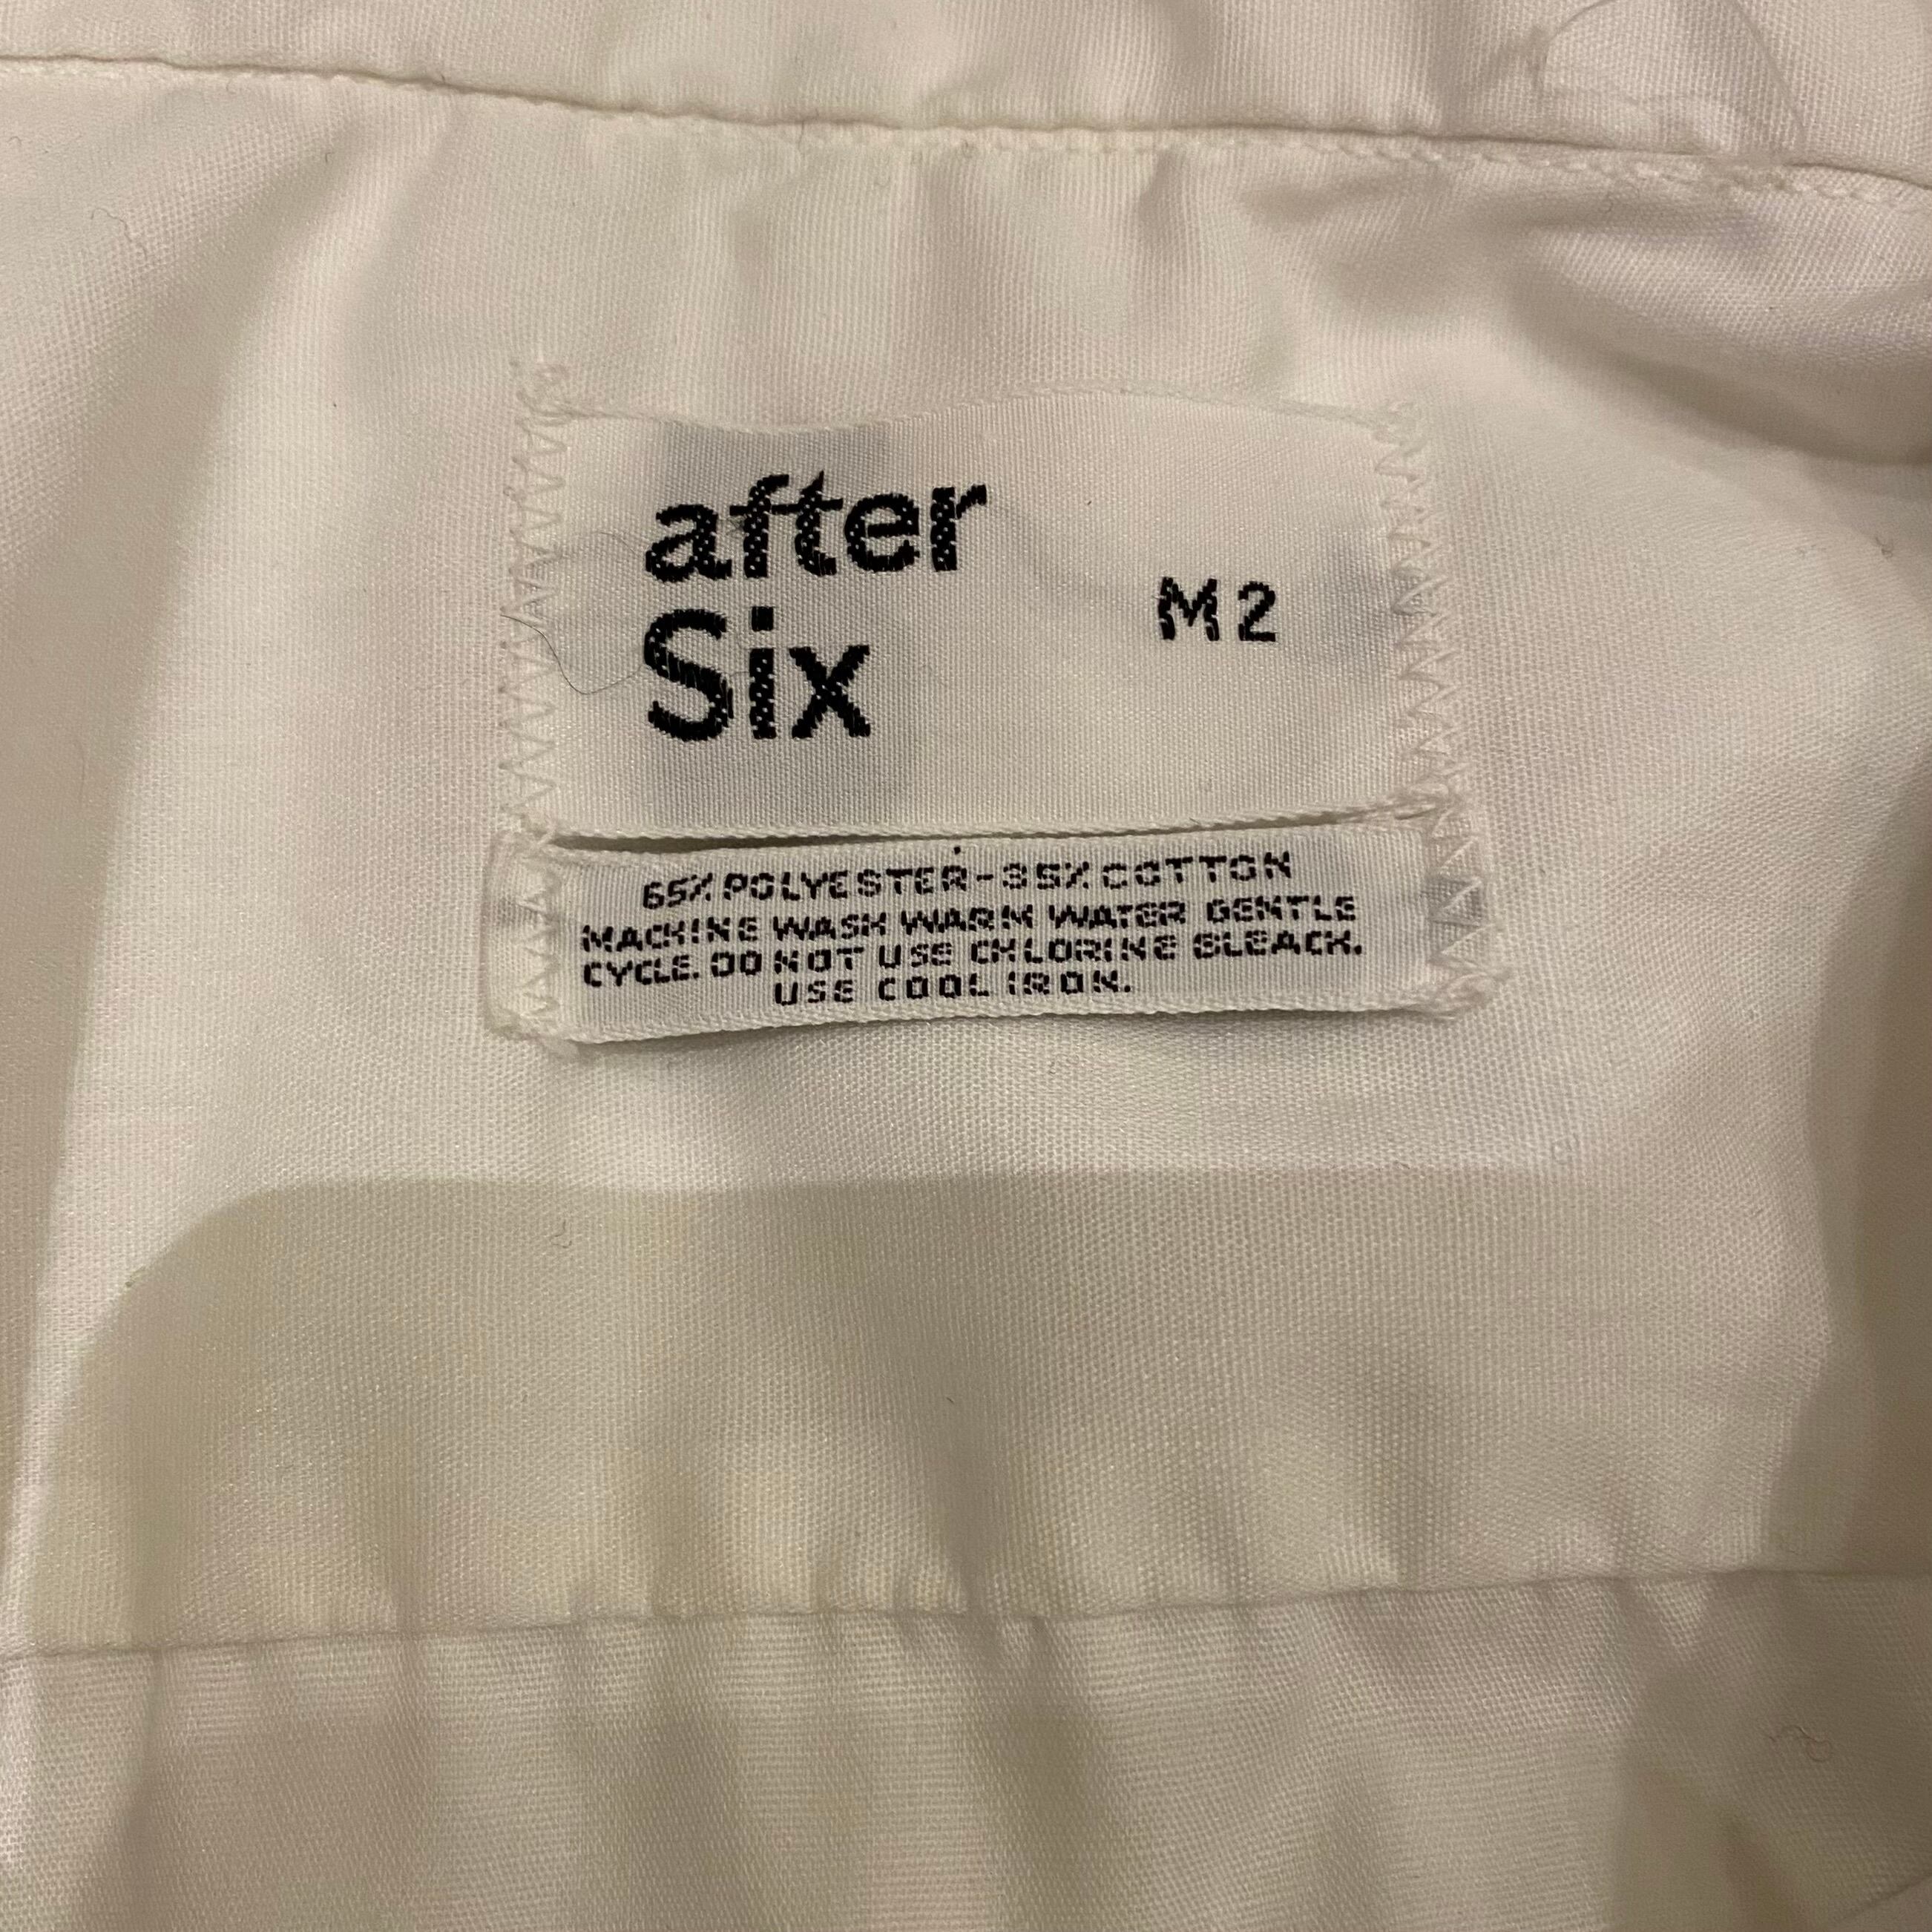 after
Six
M2
65% POLYESTER-35% COTTON
MACHINE WASH WARM WATER GENTLE
CYCLE. DO NOT USE CHLORINE BLEACH.
USE COOL IRON.